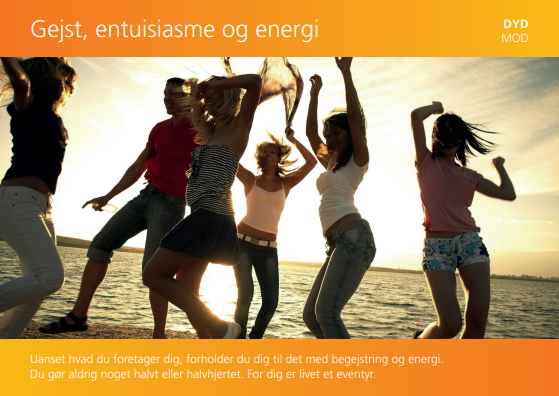 Gejst, entuisiasme og energi
DYD
MOD
Uanset hvad du foretager dig, forholder du dig til det med begejstring og energi.
Du gør aldrig noget halvt eller halvhjertet. For dig er livet et eventyr.